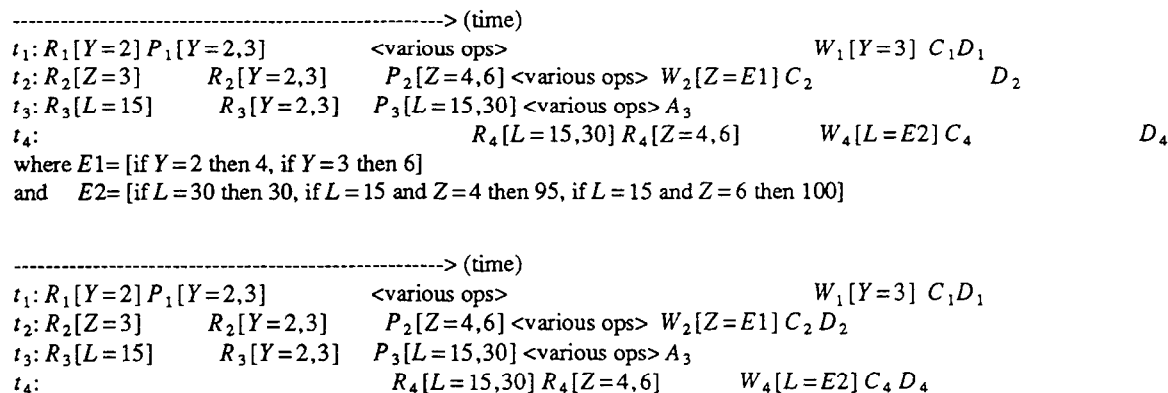 -------------------------------------------------------> (time)
t1: R1[Y=2] P1[Y=2,3] <various ops> W1[Y=3] C1D1
t2: R2[Z=3] R2[Y=2,3] P2[Z=4,6] <various ops> W2[Z=E1] C2 D2
t3: R3[L=15] R3[Y=2,3] P3[L=15,30] <various ops> A3
t4: R4[L=15,30] R4[Z=4,6] W4[L=E2] C4 D4
where E1= [if Y=2 then 4, if Y=3 then 6]
and E2= [if L=30 then 30, if L=15 and Z=4 then 95, if L=15 and Z=6 then 100]
-------------------------------------------------------> (time)
t1: R1[Y=2] P1[Y=2,3] <various ops> W1[Y=3] C1D1
t2: R2[Z=3] R2[Y=2,3] P2[Z=4,6] <various ops> W2[Z=E1] C2 D2
t3: R3[L=15] R3[Y=2,3] P3[L=15,30] <various ops> A3
t4: R4[L=15,30] R4[Z=4,6] W4[L=E2] C4 D4